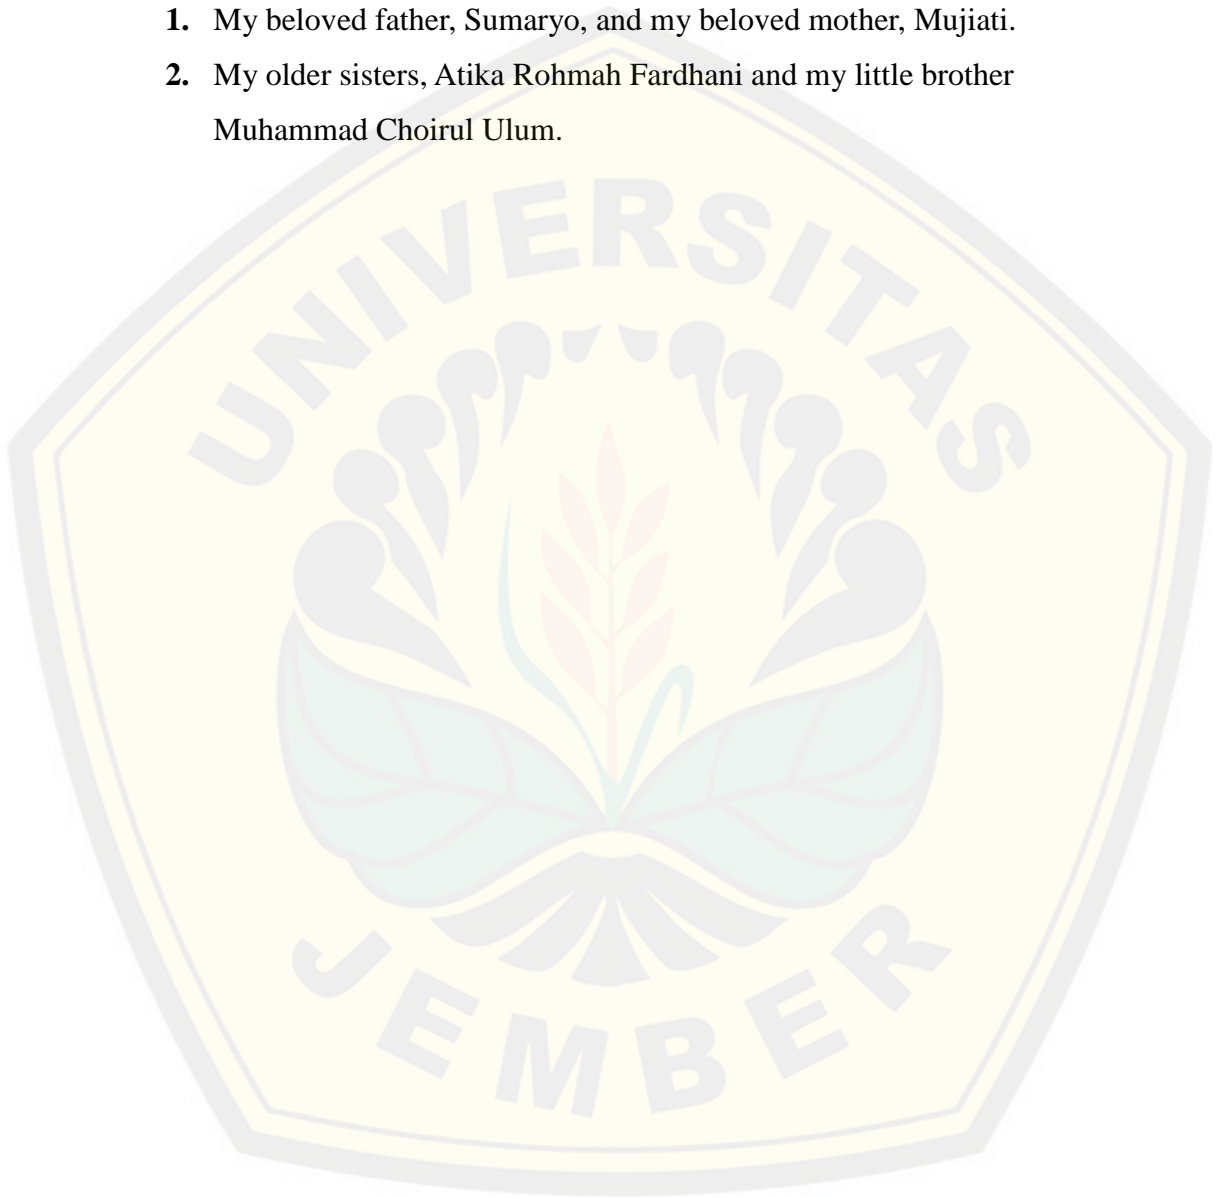 1. My beloved father, Sumaryo, and my beloved mother, Mujiati.
2. My older sisters, Atika Rohmah Fardhani and my little brother
Muhammad Choirul Ulum.
UNIVERSITAS
JEMBER